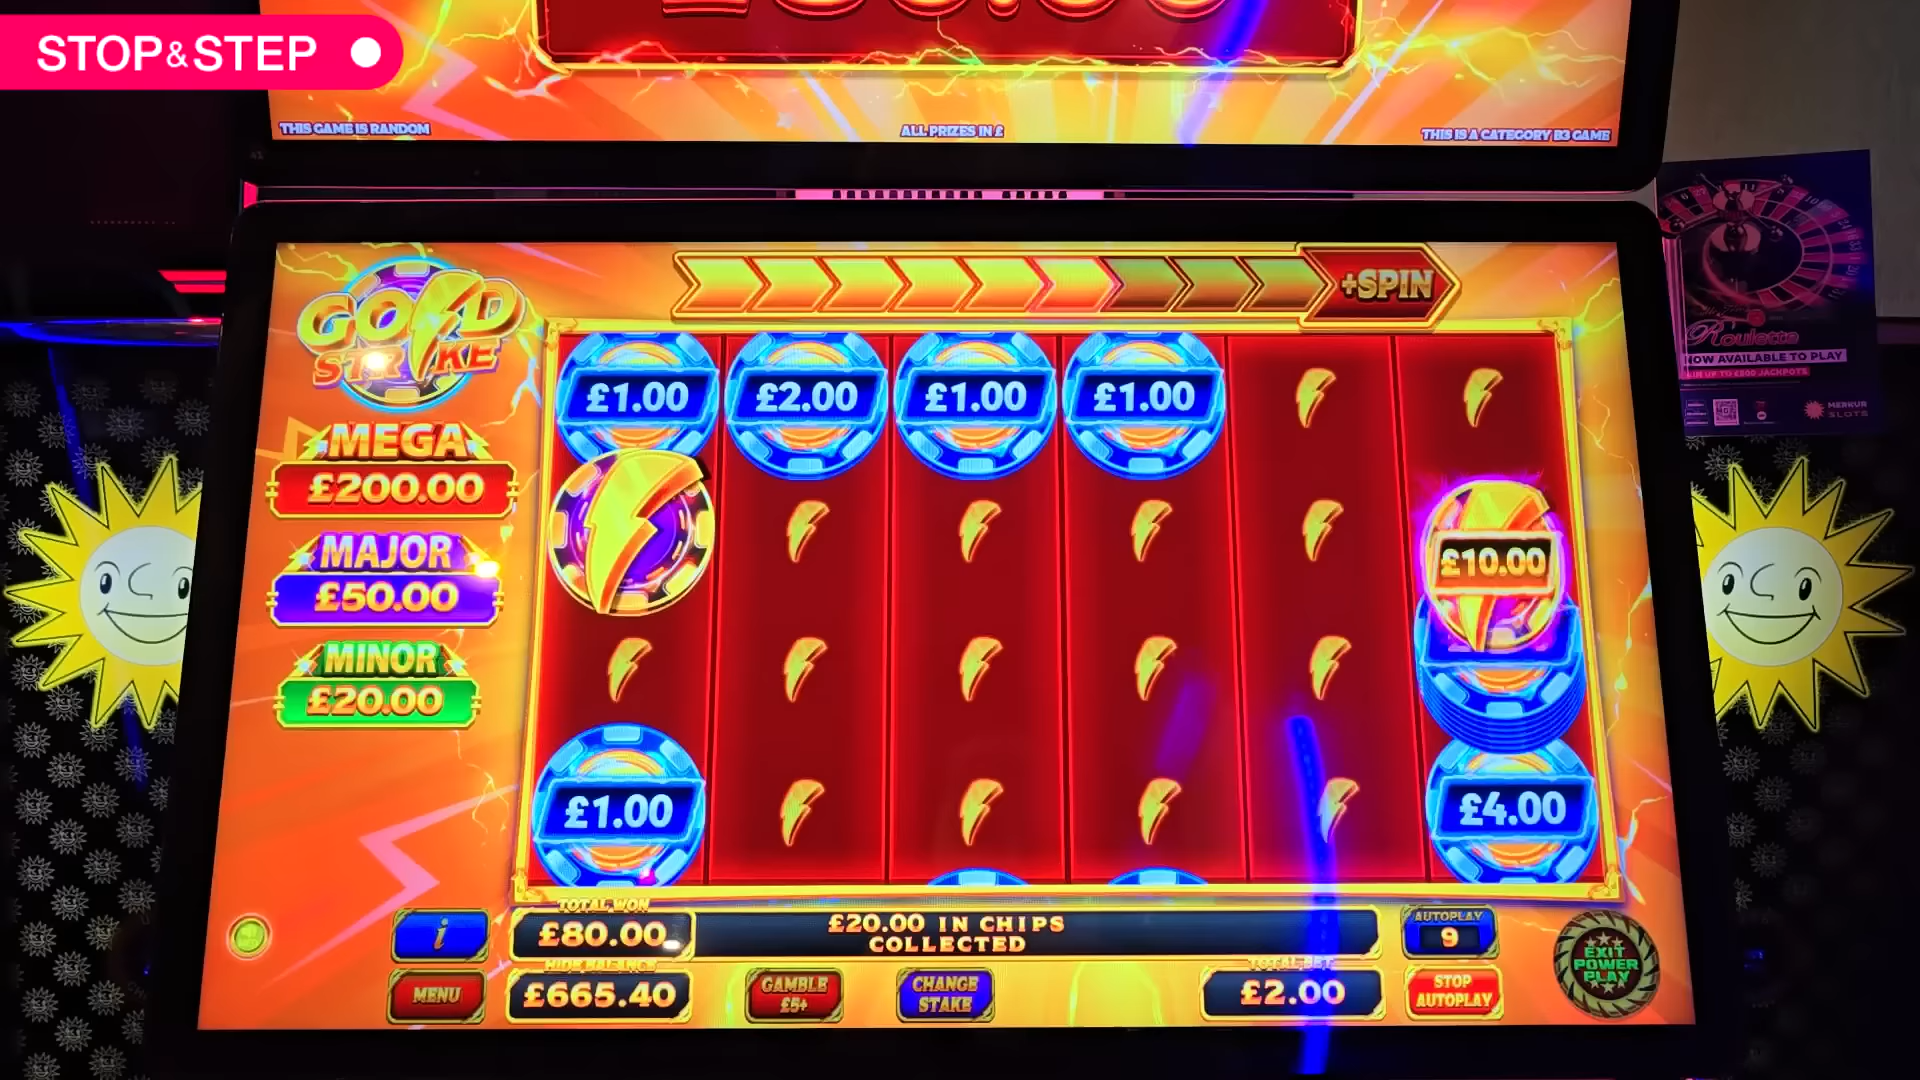 STOP&STEP
THIS GAME IS RANDOM
ALL PRIZES IN £
THIS IS A CATEGORY B3 GAME
GOLD
STRIKE
+SPIN
MEGA
£200.00
MAJOR
£50.00
MINOR
£20.00
£1.00
£2.00
£1.00
£1.00
£10.00
£1.00
£4.00
Roulette
NOW AVAILABLE TO PLAY
MERKUR
SLOTS
i
TOTAL WON
£80.00
£20.00 IN CHIPS
COLLECTED
AUTOPLAY
9
MENU
HIDE BALANCE
£665.40
GAMBLE
£5+
CHANGE
STAKE
TOTAL BET
£2.00
STOP
AUTOPLAY
EXIT
POWER
PLAY